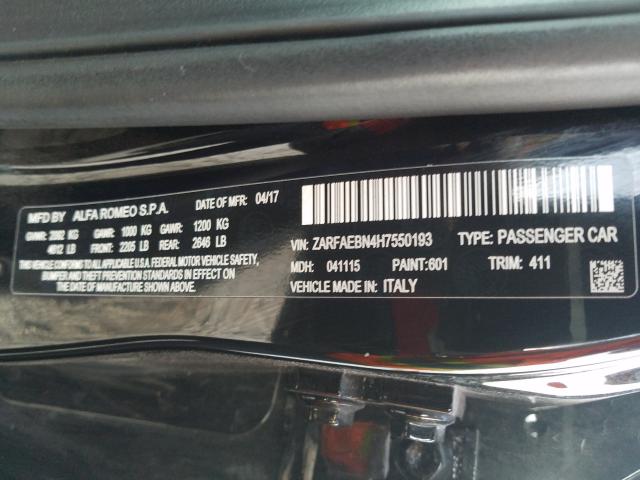 MFD BY ALFA ROMEO S.P.A. DATE OF MFR: 04/17
GVWR: KG GAWR: 1000 KG GAWR: 1200 KG
LB FRONT: 2205 LB REAR: 2646 LB
THIS VEHICLE CONFORMS TO ALL APPLICABLE U.S.A. FEDERAL MOTOR VEHICLE SAFETY,
BUMPER, AND THEFT PREVENTION STANDARDS IN EFFECT ON
THE DATE OF MANUFACTURE SHOWN ABOVE.
VIN: ZARFAEBN4H7550193 TYPE: PASSENGER CAR
MDH: 041115 PAINT:601 TRIM: 411
VEHICLE MADE IN: ITALY